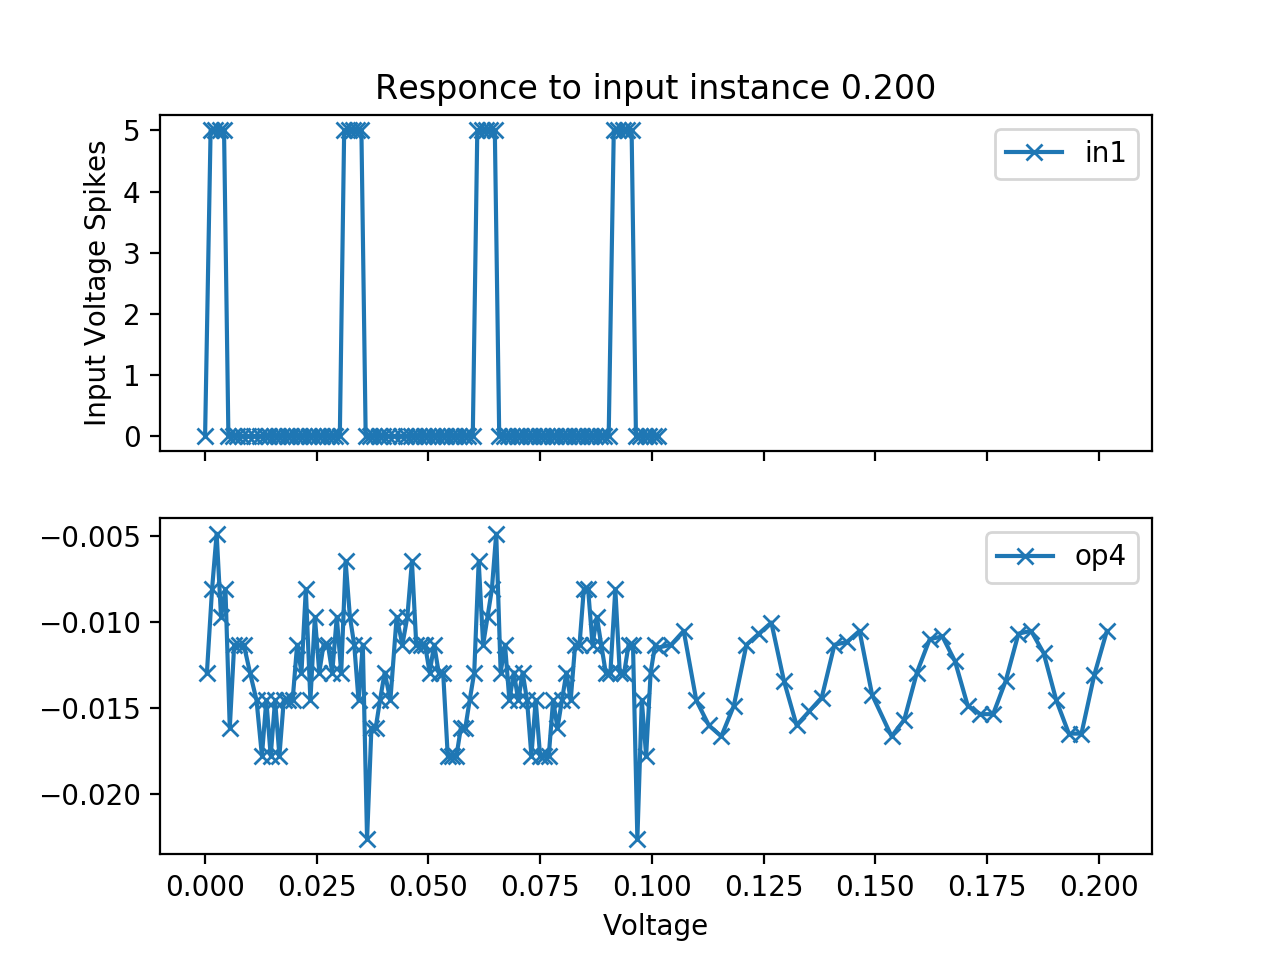 Responce to input instance 0.200
Input Voltage Spikes
5
4
3
2
1
0
in1
−0.005
−0.010
−0.015
−0.020
op4
0.000 0.025 0.050 0.075 0.100 0.125 0.150 0.175 0.200
Voltage